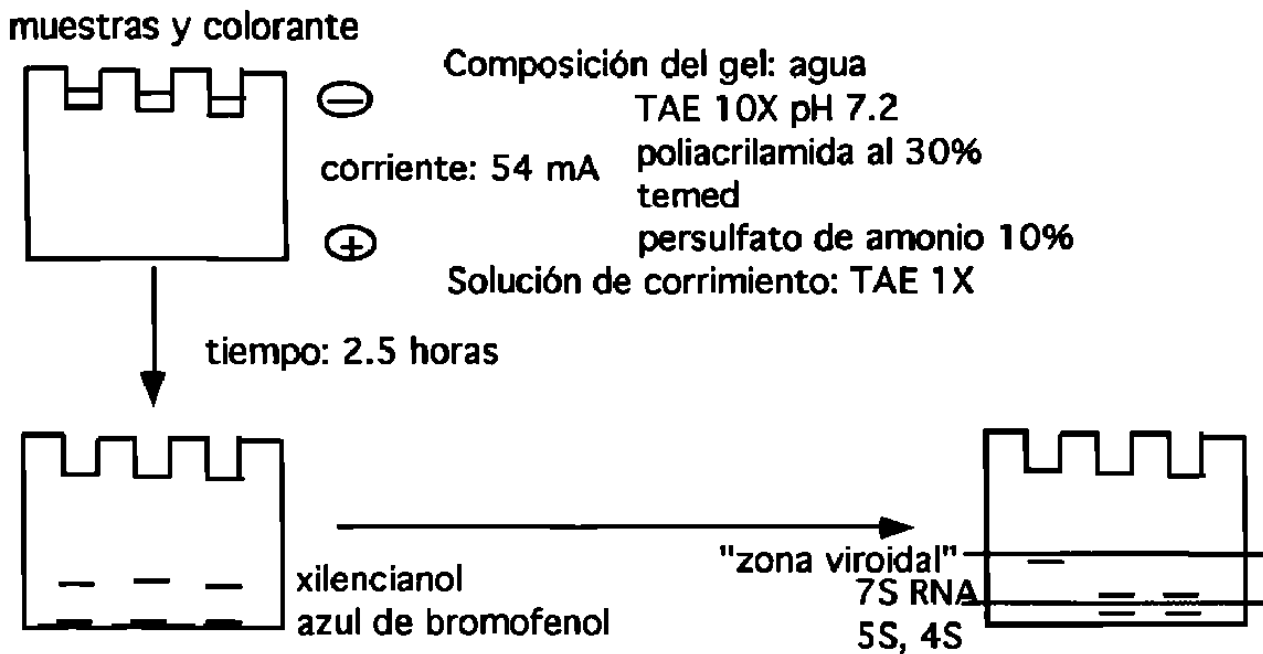 muestras y colorante
Composición del gel: agua
TAE 10X pH 7.2
poliacrilamida al 30%
temed
persulfato de amonio 10%
Solución de corrimiento: TAE 1X
−
corriente: 54 mA
+
tiempo: 2.5 horas
xilencianol
azul de bromofenol
"zona viroidal"
7S RNA
5S, 4S